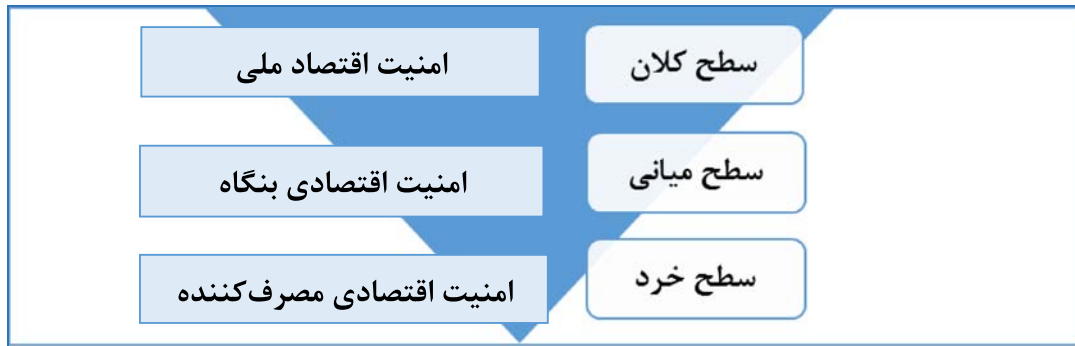 سطح کلان
امنیت اقتصاد ملی
سطح میانی
امنیت اقتصادی بنگاه
سطح خرد
امنیت اقتصادی مصرف‌کننده